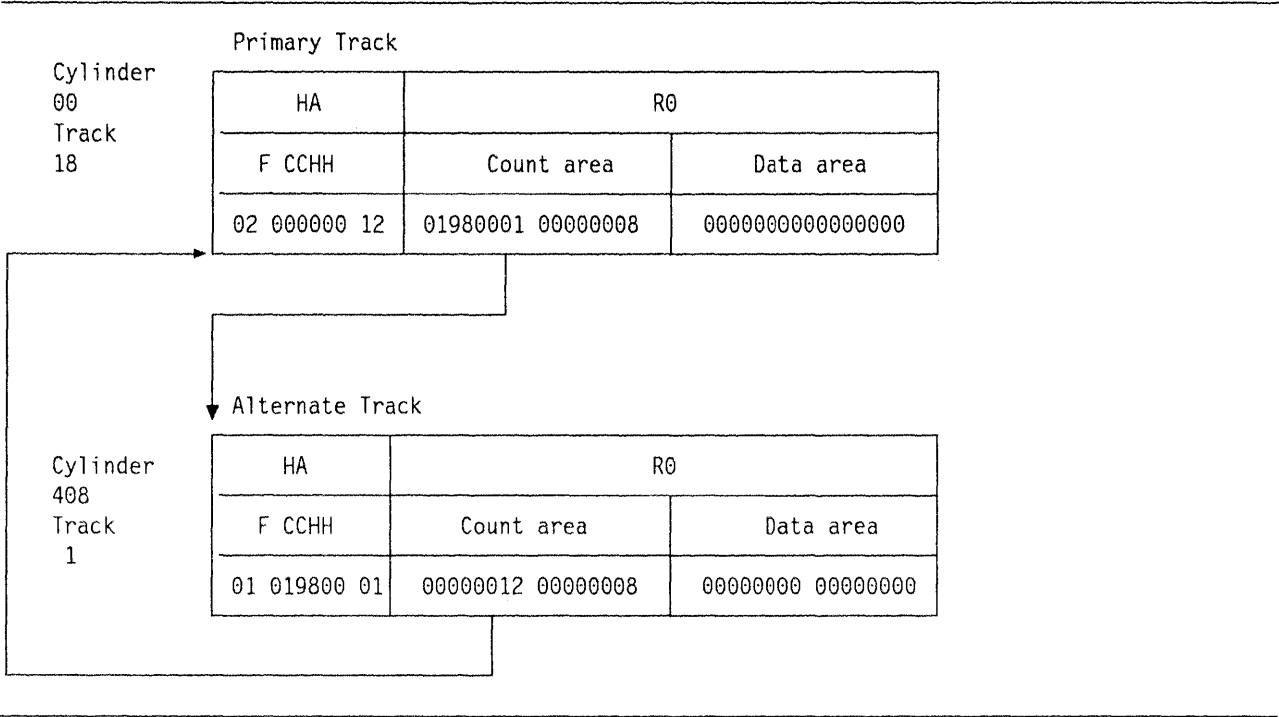 Primary Track
Cylinder
00
Track
18
HA R0
F CCHH Count area Data area
02 000000 12 01980001 00000008 0000000000000000
Alternate Track
Cylinder
408
Track
1
HA R0
F CCHH Count area Data area
01 019800 01 00000012 00000008 00000000 00000000